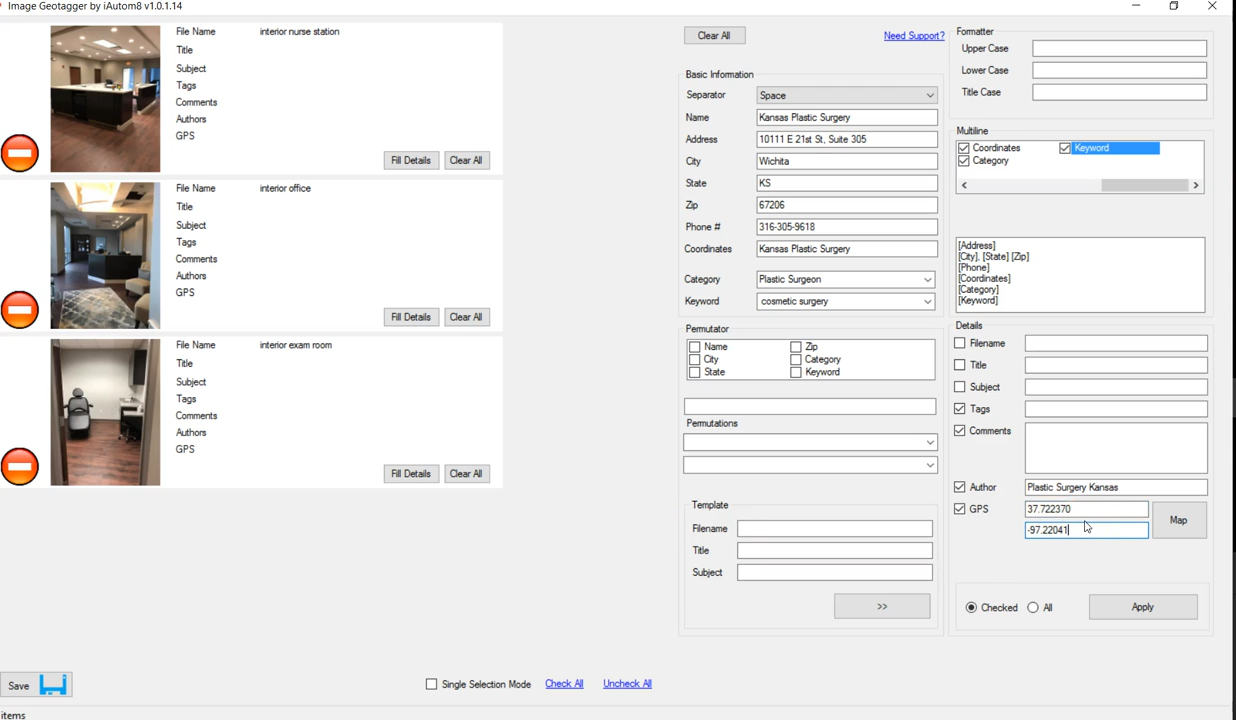 Image Geotagger by iAutom8 v1.0.1.14
File Name interior nurse station
Title
Subject
Tags
Comments
Authors
GPS
Fill Details Clear All
File Name interior office
Title
Subject
Tags
Comments
Authors
GPS
Fill Details Clear All
File Name interior exam room
Title
Subject
Tags
Comments
Authors
GPS
Fill Details Clear All
Save
Single Selection Mode Check All Uncheck All
items
Clear All Need Support?
Basic Information
Separator Space
Name Kansas Plastic Surgery
Address 10111 E 21st St, Suite 305
City Wichita
State KS
Zip 67206
Phone # 316-305-9618
Coordinates Kansas Plastic Surgery
Category Plastic Surgeon
Keyword cosmetic surgery
Permutator
Name Zip
City Category
State Keyword
Permutations
Template
Filename
Title
Subject
>>
Formatter
Upper Case
Lower Case
Title Case
Multiline
Coordinates Keyword
Category
[Address]
[City], [State] [Zip]
[Phone]
[Coordinates]
[Category]
[Keyword]
Details
Filename
Title
Subject
Tags
Comments
Author Plastic Surgery Kansas
GPS 37.722370
-97.22041
Map
Checked All Apply